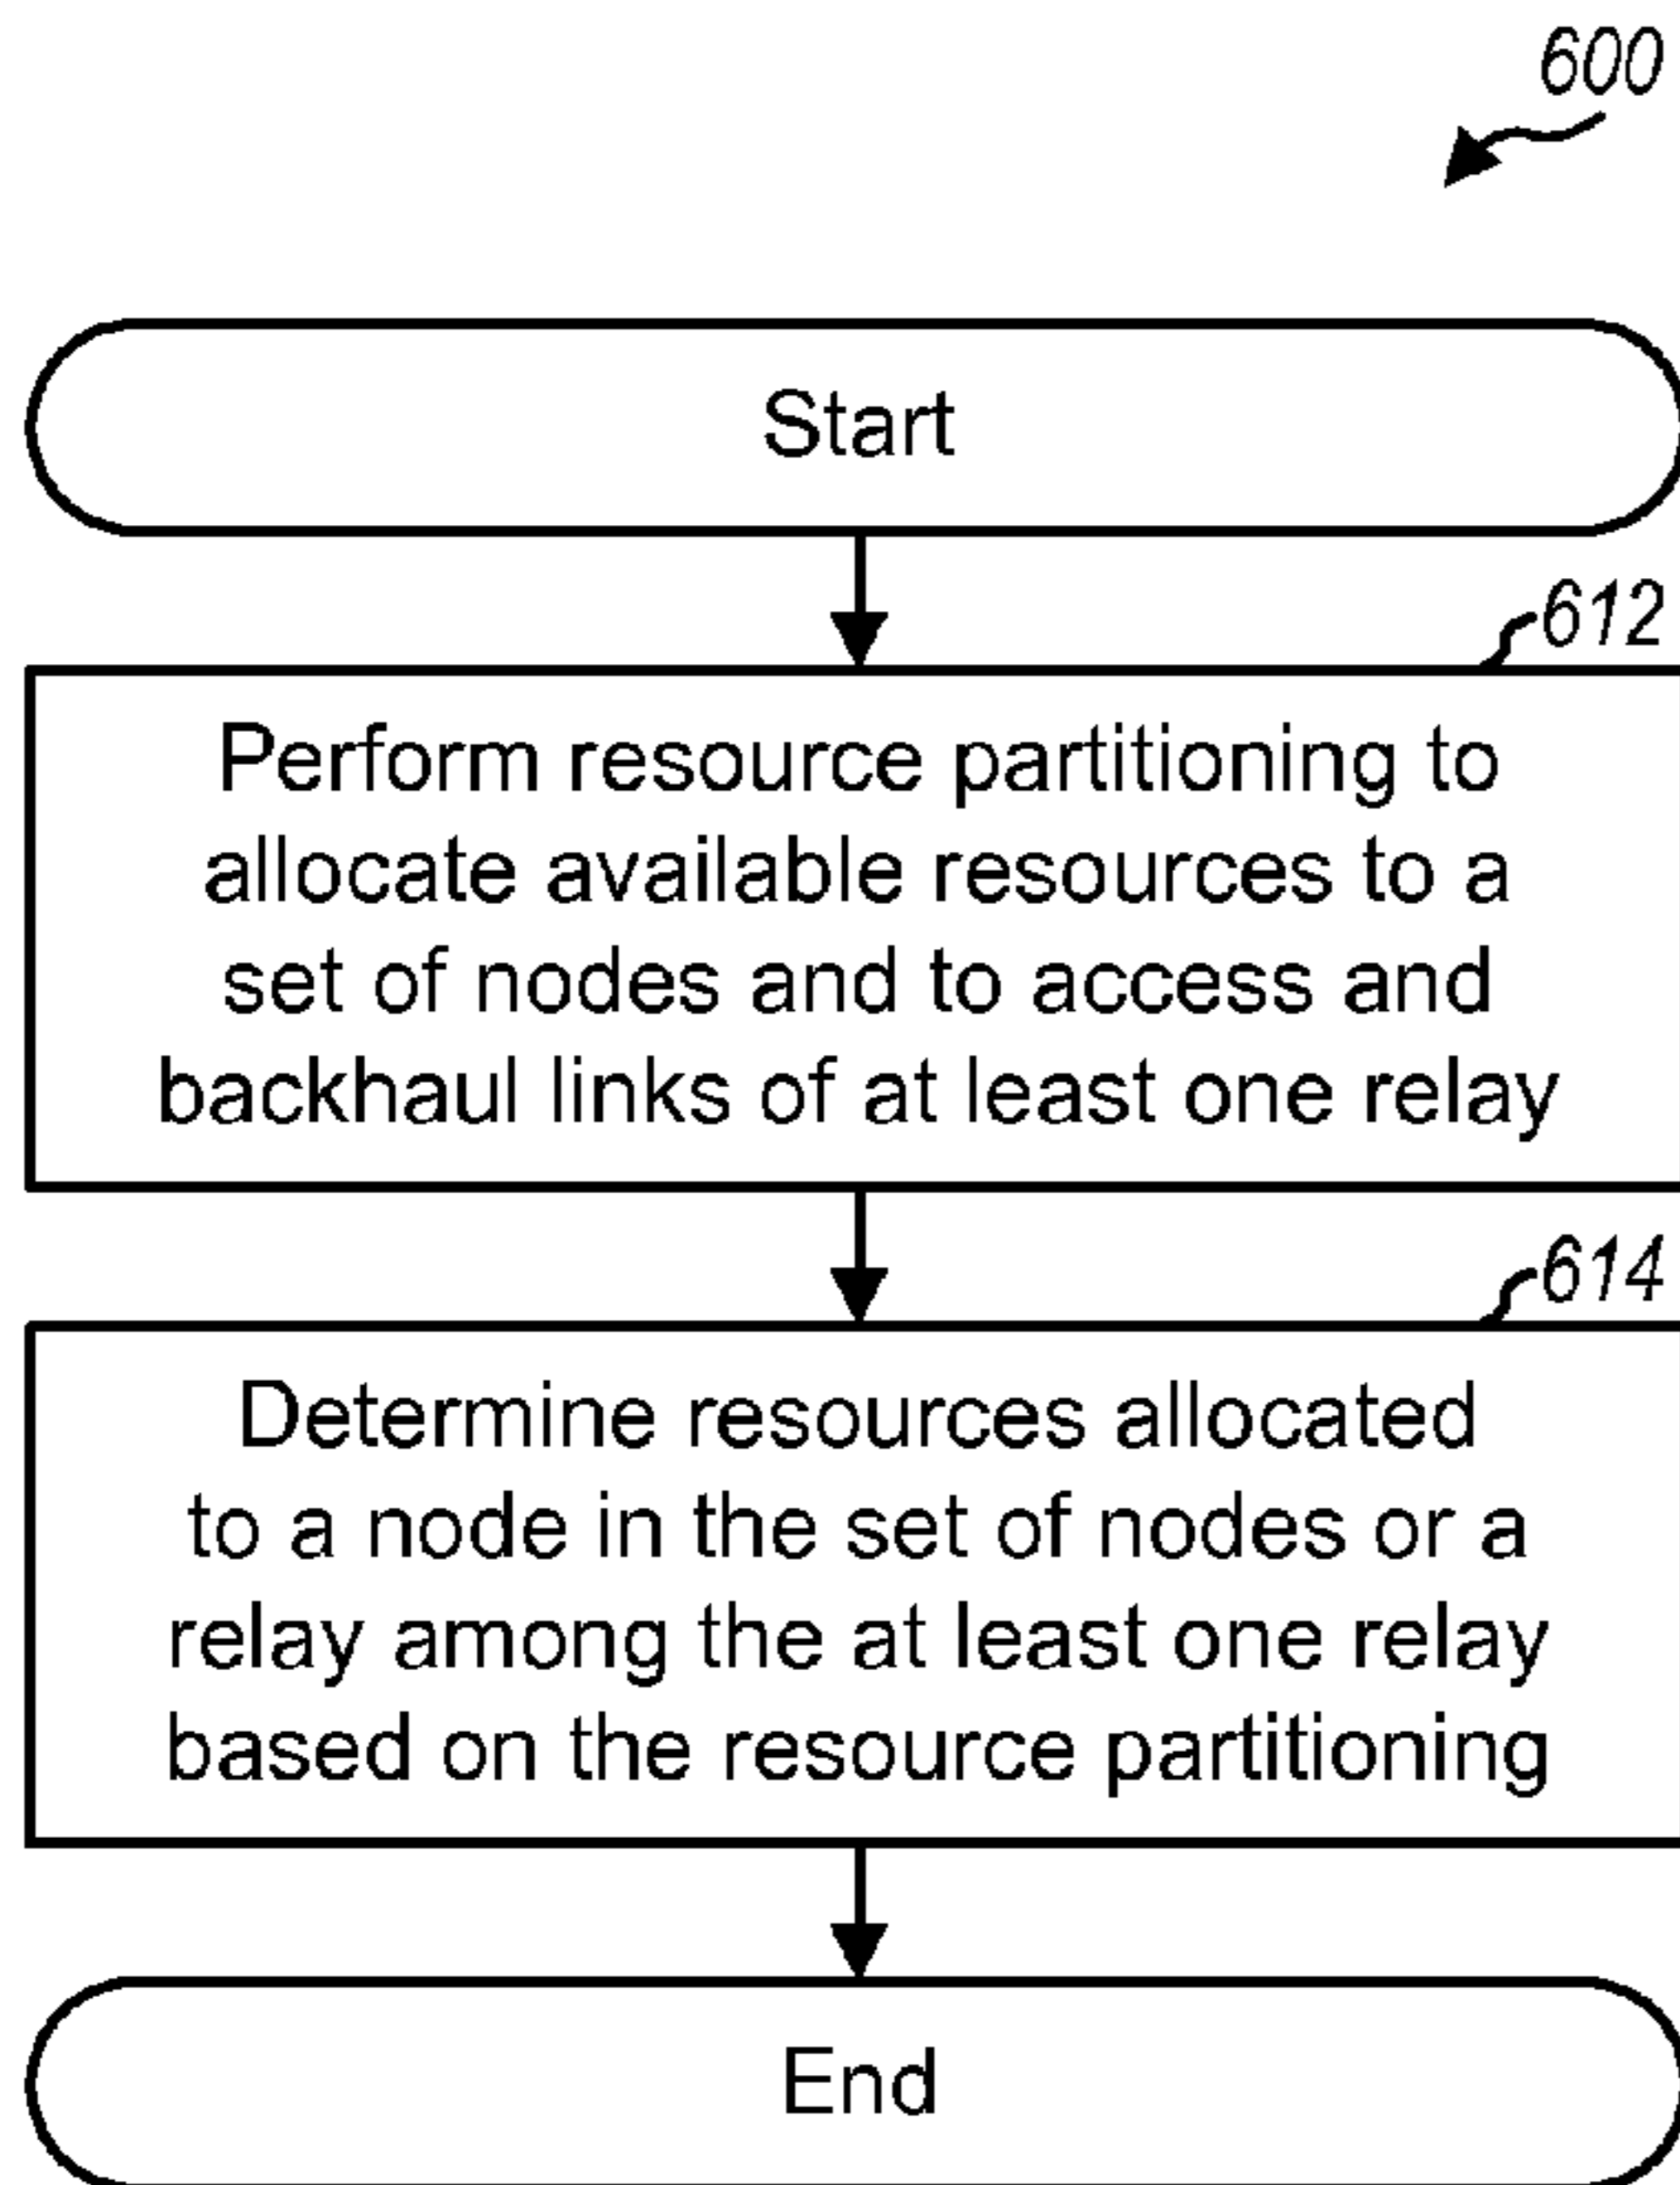 600
Start
612
Perform resource partitioning to
allocate available resources to a
set of nodes and to access and
backhaul links of at least one relay
614
Determine resources allocated
to a node in the set of nodes or a
relay among the at least one relay
based on the resource partitioning
End